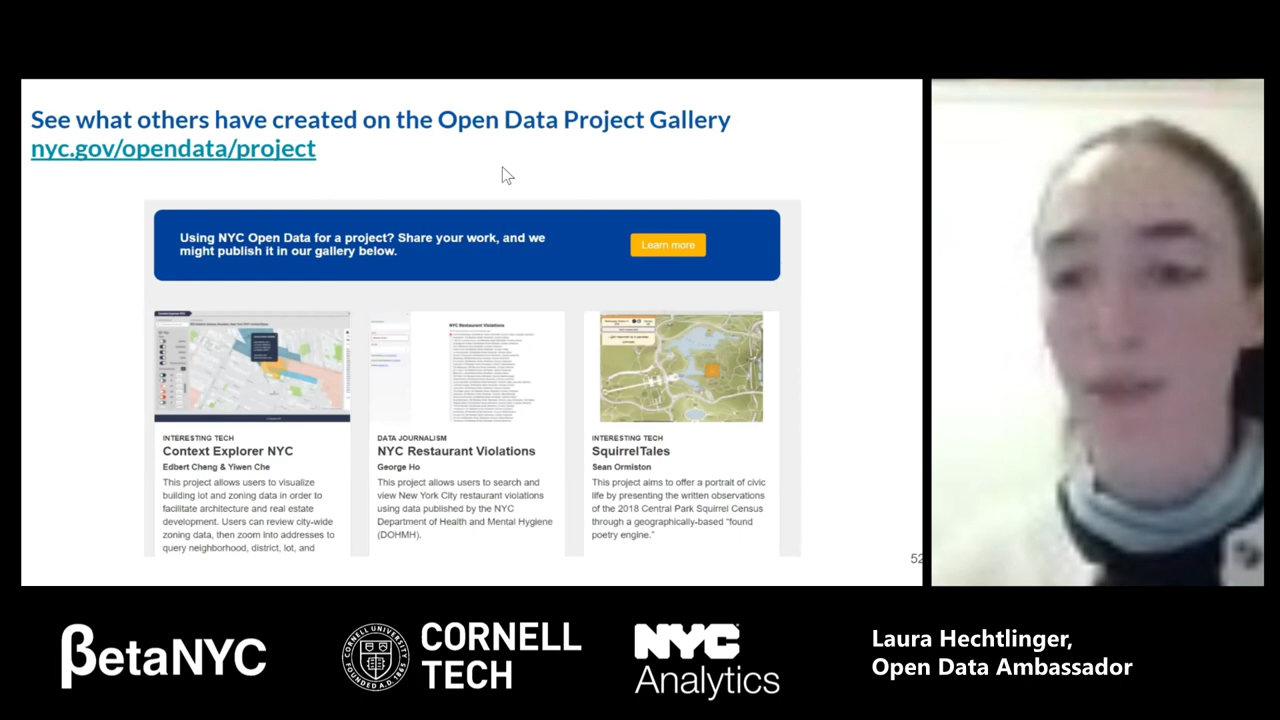 See what others have created on the Open Data Project Gallery
nyc.gov/opendata/project
Using NYC Open Data for a project? Share your work, and we
might publish it in our gallery below.
Learn more
NYC Restaurant Violations
INTERESTING TECH
Context Explorer NYC
Edbert Cheng & Yiwen Che
This project allows users to visualize
building lot and zoning data in order to
facilitate architecture and real estate
development. Users can review city-wide
zoning data, then zoom into addresses to
query neighborhood, district, lot, and
DATA JOURNALISM
NYC Restaurant Violations
George Ho
This project allows users to search and
view New York City restaurant violations
using data published by the NYC
Department of Health and Mental Hygiene
(DOHMH).
INTERESTING TECH
SquirrelTales
Sean Ormiston
This project aims to offer a portrait of civic
life by presenting the written observations
of the 2018 Central Park Squirrel Census
through a geographically-based “found
poetry engine.”
52
βetaNYC
CORNELL UNIVERSITY
FOUNDED A.D. 1865
CORNELL
TECH
NYC
Analytics
Laura Hechtlinger,
Open Data Ambassador